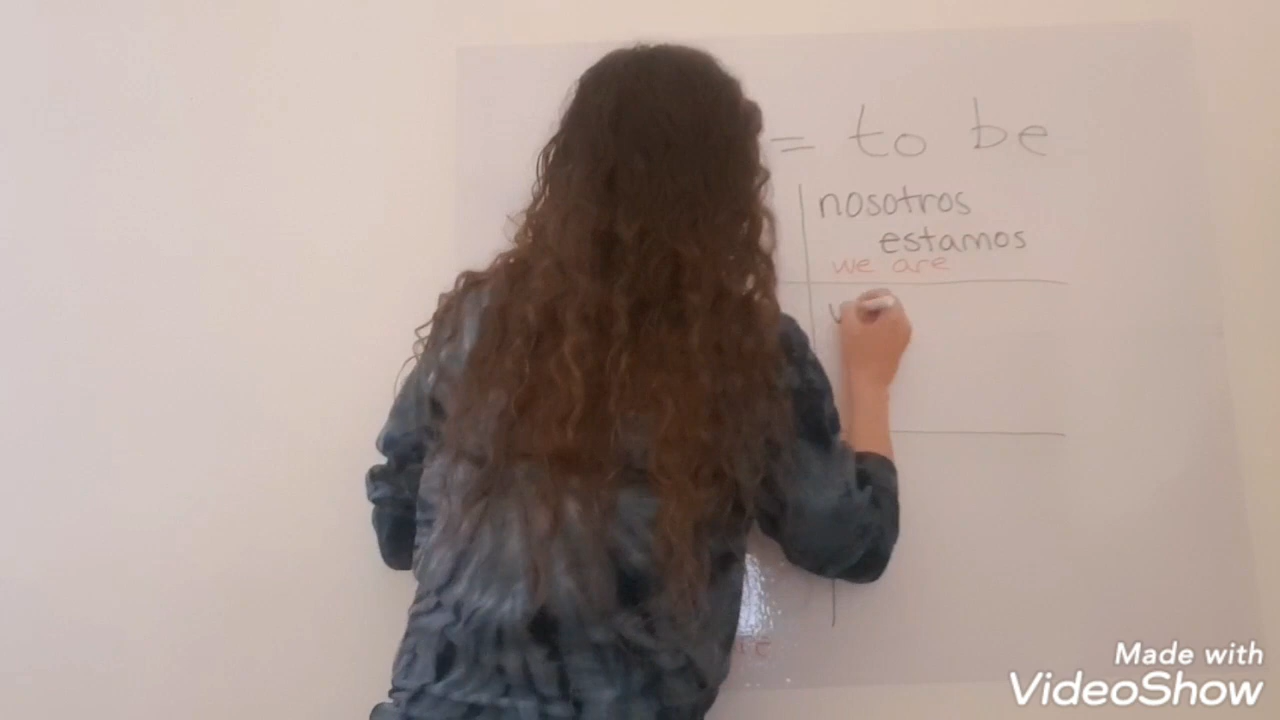 = to be
nosotros
estamos
we are
Made with
VideoShow